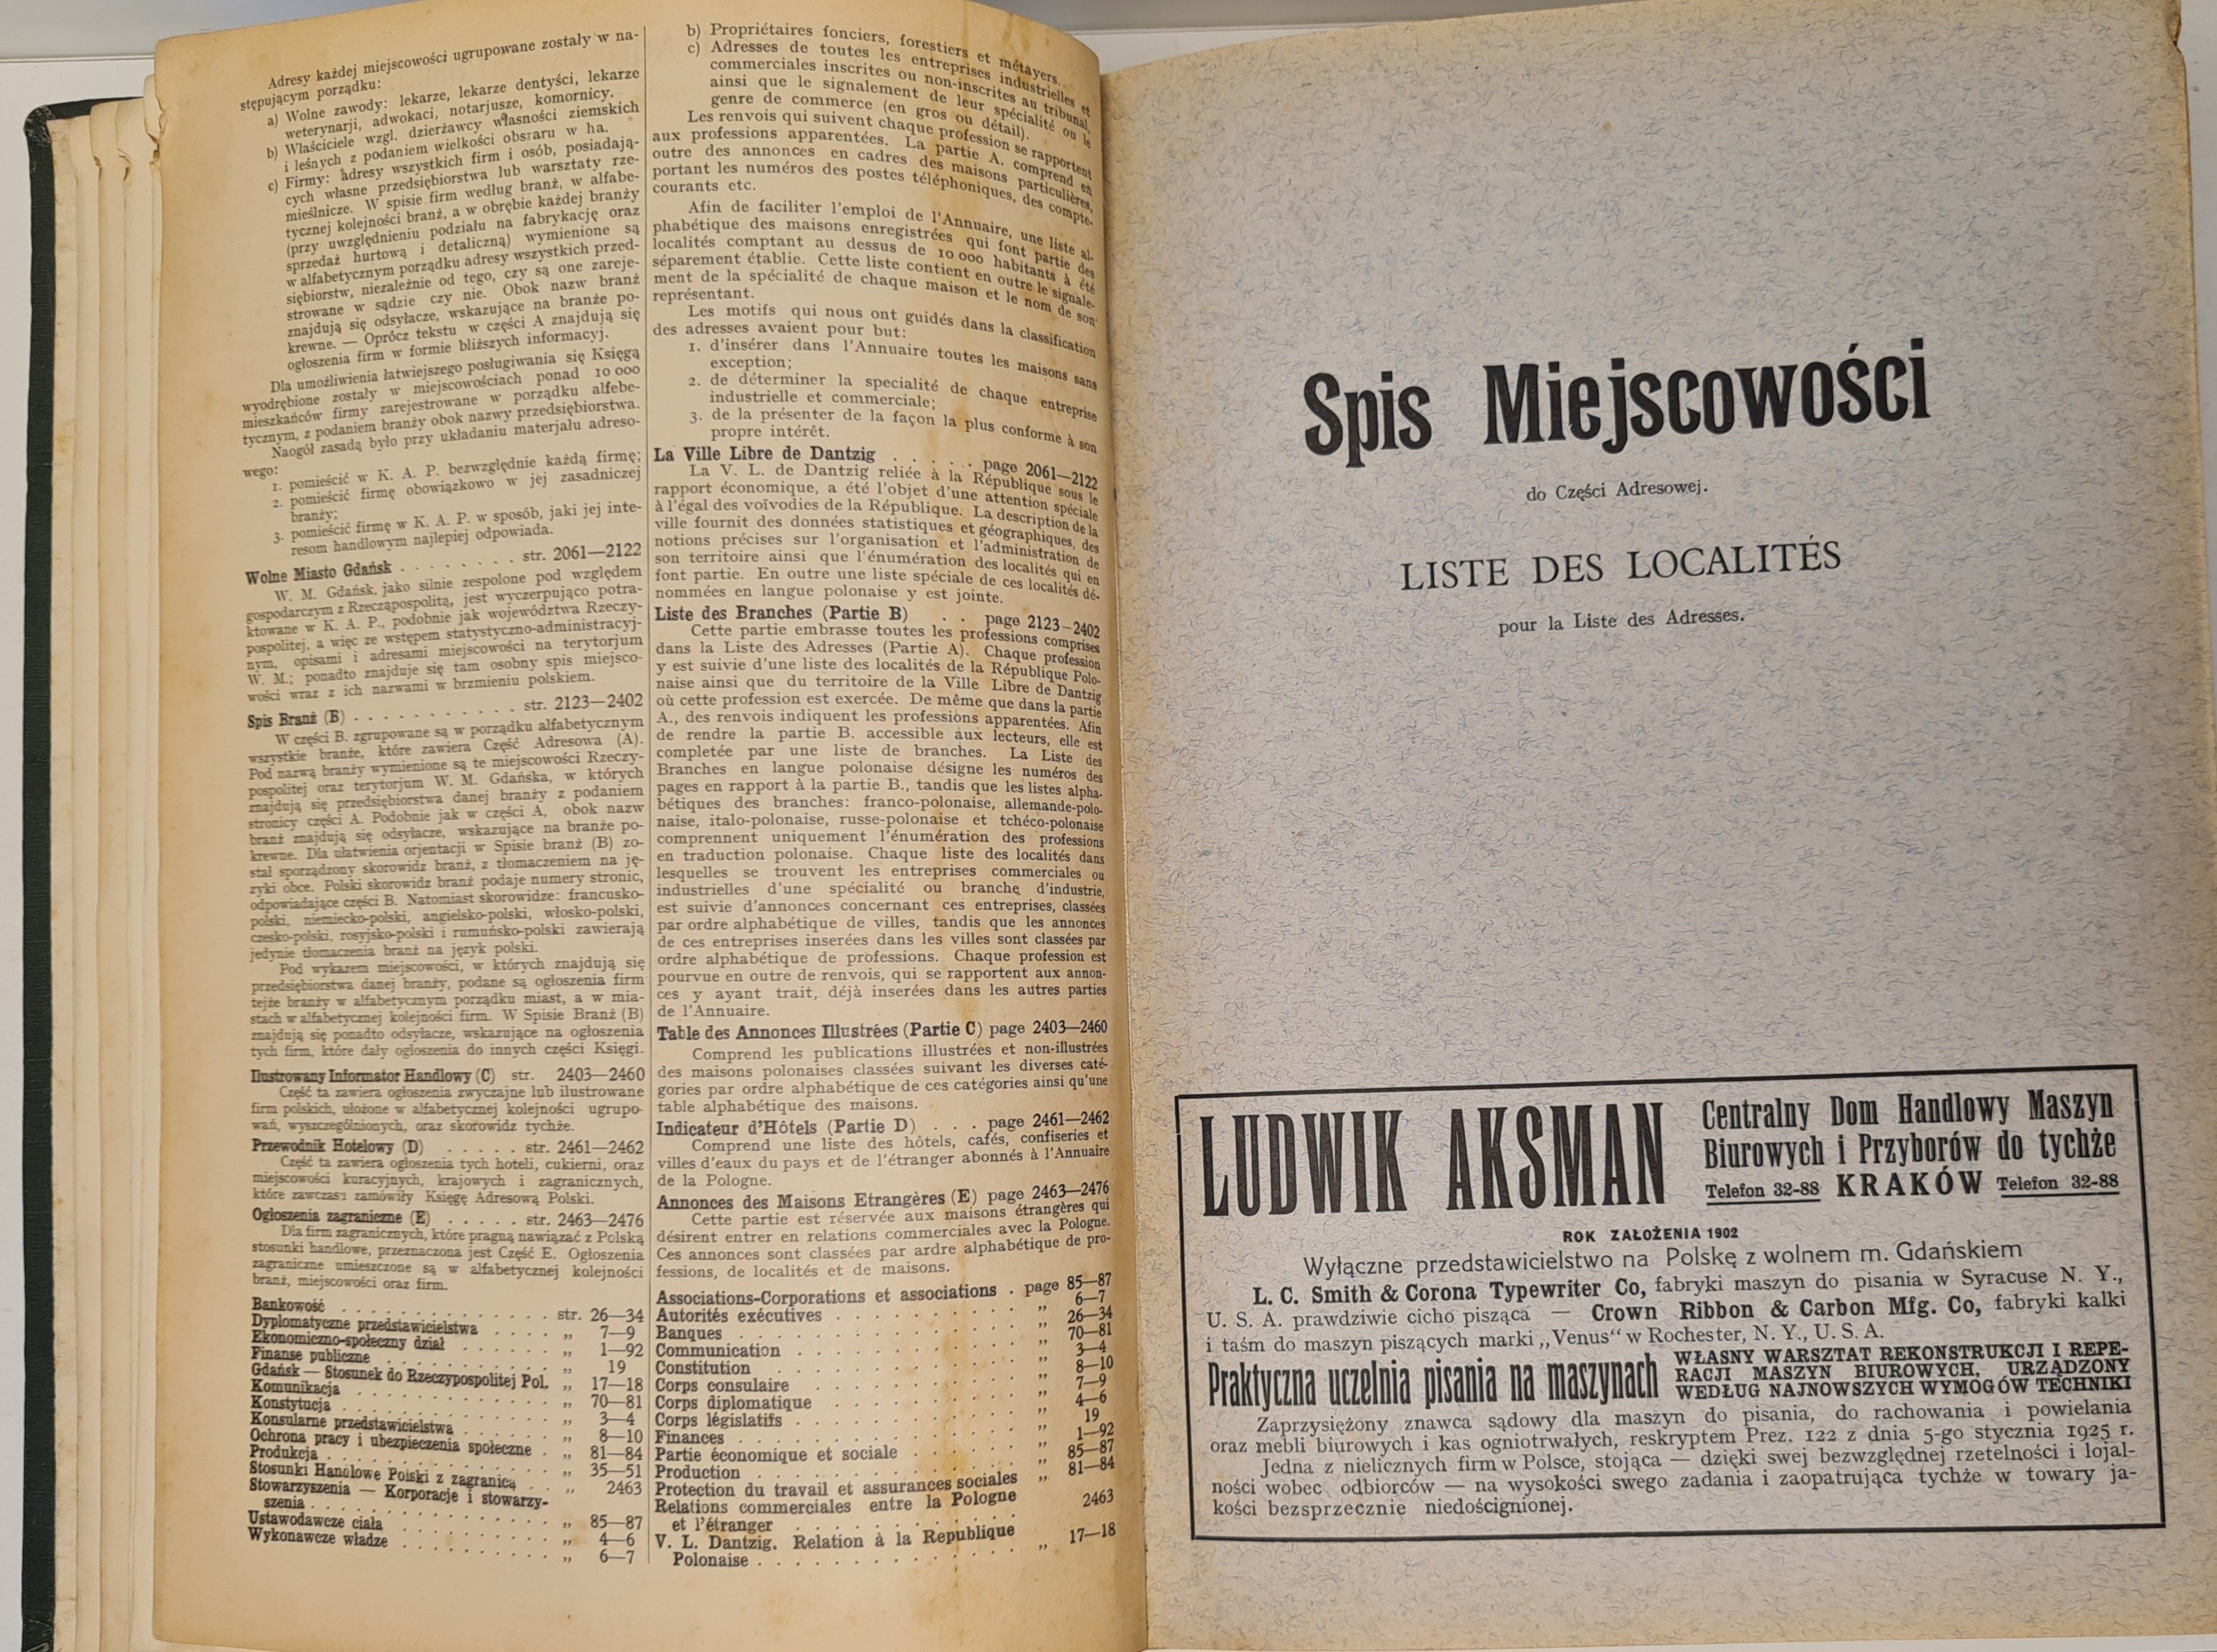 Adresy każdej miejscowości ugrupowane zostały w na-
stępującym porządku:
a) Wolne zawody: lekarze, lekarze dentyści, lekarze
weterynarji, adwokaci, notarjusze, komornicy.
b) Właściciele wzgl. dzierżawcy własności ziemskich
i leśnych z podaniem wielkości obszaru w ha.
c) Firmy: adresy wszystkich firm i osób, posiadają-
cych własne przedsiębiorstwa lub warsztaty rze-
mieślnicze. W spisie firm według branż, w alfabe-
tycznej kolejności branż, a w obrębie każdej branży
(przy uwzględnieniu podziału na fabrykację oraz
sprzedaż hurtową i detaliczną) wymienione są
w alfabetycznym porządku adresy wszystkich przed-
siębiorstw, niezależnie od tego, czy są one zareje-
strowane w sądzie czy nie. Obok nazw branż
znajdują się odsyłacze, wskazujące na branże po-
krewne. — Oprócz tekstu w części A znajdują się
ogłoszenia firm w formie bliższych informacyj.
Dla umożliwienia łatwiejszego posługiwania się Księgą
wyodrębione zostały w miejscowościach ponad 10 000
mieszkańców firmy zarejestrowane w porządku alfebe-
tycznym, z podaniem branży obok nazwy przedsiębiorstwa.
Naogół zasadą było przy układaniu materjału adreso-
wego:
1. pomieścić w K. A. P. bezwzględnie każdą firmę;
2. pomieścić firmę obowiązkowo w jej zasadniczej
branży;
3. pomieścić firmę w K. A. P. w sposób, jaki jej inte-
resom handlowym najlepiej odpowiada.
Wolne Miasto Gdańsk . . . . . . . . str. 2061—2122
W. M. Gdańsk, jako silnie zespolone pod względem
gospodarczym z Rzecząpospolitą, jest wyczerpująco potra-
ktowane w K. A. P., podobnie jak województwa Rzeczy-
pospolitej, a więc ze wstępem statystyczno-administracyj-
nym, opisami i adresami miejscowości na terytorjum
W. M.; ponadto znajduje się tam osobny spis miejsco-
wości wraz z ich nazwami w brzmieniu polskiem.
Spis Branż (B) . . . . . . . . . . . str. 2123—2402
W części B. zgrupowane są w porządku alfabetycznym
wszystkie branże, które zawiera Część Adresowa (A).
Pod nazwą branży wymienione są te miejscowości Rzeczy-
pospolitej oraz terytorjum W. M. Gdańska, w których
znajdują się przedsiębiorstwa danej branży z podaniem
stronicy części A. Podobnie jak w części A, obok nazw
branż znajdują się odsyłacze, wskazujące na branże po-
krewne. Dla ułatwienia orjentacji w Spisie branż (B) zo-
stał sporządzony skorowidz branż, z tłomaczeniem na ję-
zyki obce. Polski skorowidz branż podaje numery stronic,
odpowiadające części B. Natomiast skorowidze: francusko-
polski, niemiecko-polski, angielsko-polski, włosko-polski,
czesko-polski, rosyjsko-polski i rumuńsko-polski zawierają
jedynie tłomaczenia branż na język polski.
Pod wykazem miejscowości, w których znajdują się
przedsiębiorstwa danej branży, podane są ogłoszenia firm
tejże branży w alfabetycznym porządku miast, a w mia-
stach w alfabetycznej kolejności firm. W Spisie Branż (B)
znajdują się ponadto odsyłacze, wskazujące na ogłoszenia
tych firm, które dały ogłoszenia do innych części Księgi.
Ilustrowany Informator Handlowy (C) str. 2403—2460
Część ta zawiera ogłoszenia zwyczajne lub ilustrowane
firm polskich, ułożone w alfabetycznej kolejności ugrupo-
wań, wyszczególnionych, oraz skorowidz tychże.
Przewodnik Hotelowy (D) . . . . . str. 2461—2462
Część ta zawiera ogłoszenia tych hoteli, cukierni, oraz
miejscowości kuracyjnych, krajowych i zagranicznych,
które zawczasu zamówiły Księgę Adresową Polski.
Ogłoszenia zagraniczne (E) . . . . . str. 2463—2476
Dla firm zagranicznych, które pragną nawiązać z Polską
stosunki handlowe, przeznaczona jest Część E. Ogłoszenia
zagraniczne umieszczone są w alfabetycznej kolejności
branż, miejscowości oraz firm.
Bankowość . . . . . . . . . . . . . str. 26—34
Dyplomatyczne przedstawicielstwa . . . . „ 7—9
Ekonomiczno-społeczny dział . . . . . . „ 1—92
Finanse publiczne . . . . . . . . . . „ 19
Gdańsk — Stosunek do Rzeczypospolitej Pol. „ 17—18
Komunikacja . . . . . . . . . . . . „ 70—81
Konstytucja . . . . . . . . . . . . „ 3—4
Konsularne przedstawicielstwa . . . . . „ 8—10
Ochrona pracy i ubezpieczenia społeczne . „ 81—84
Produkcja . . . . . . . . . . . . . „ 35—51
Stosunki Handlowe Polski z zagranicą . . „ 2463
Stowarzyszenia — Korporacje i stowarzy-
szenia . . . . . . . . . . . . . „ 85—87
Ustawodawcze ciała . . . . . . . . . „ 4—6
Wykonawcze władze . . . . . . . . . „ 6—7
b) Propriétaires fonciers, forestiers et métayers.
c) Adresses de toutes les entreprises industrielles et
commerciales inscrites ou non-inscrites au tribunal,
ainsi que le signalement de leur spécialité ou le
genre de commerce (en gros ou détail).
Les renvois qui suivent chaque profession se rapportent
aux professions apparentées. La partie A. comprend en
outre des annonces en cadres des maisons particulières,
portant les numéros des postes téléphoniques, des compte-
courants etc.
Afin de faciliter l'emploi de l'Annuaire, une liste al-
phabétique des maisons enregistrées qui font partie des
localités comptant au dessus de 10 000 habitants à été
séparement établie. Cette liste contient en outre le signale-
ment de la spécialité de chaque maison et le nom de son
représentant.
Les motifs qui nous ont guidés dans la classification
des adresses avaient pour but:
1. d'insérer dans l'Annuaire toutes les maisons sans
exception;
2. de déterminer la specialité de chaque entreprise
industrielle et commerciale;
3. de la présenter de la façon la plus conforme à son
propre intérêt.
La Ville Libre de Dantzig . . . . . page 2061—2122
La V. L. de Dantzig reliée à la République sous le
rapport économique, a été l'objet d'une attention spéciale
à l'égal des voïvodies de la République. La description de la
ville fournit des données statistiques et géographiques, des
notions précises sur l'organisation et l'administration de
son territoire ainsi que l'énumération des localités qui en
font partie. En outre une liste spéciale de ces localités dé-
nommées en langue polonaise y est jointe.
Liste des Branches (Partie B) . . page 2123—2402
Cette partie embrasse toutes les professions comprises
dans la Liste des Adresses (Partie A). Chaque profession
y est suivie d'une liste des localités de la République Polo-
naise ainsi que du territoire de la Ville Libre de Dantzig
où cette profession est exercée. De même que dans la partie
A., des renvois indiquent les professions apparentées. Afin
de rendre la partie B. accessible aux lecteurs, elle est
completée par une liste de branches. La Liste des
Branches en langue polonaise désigne les numéros des
pages en rapport à la partie B., tandis que les listes alpha-
bétiques des branches: franco-polonaise, allemande-polo-
naise, italo-polonaise, russe-polonaise et tchéco-polonaise
comprennent uniquement l'énumération des professions
en traduction polonaise. Chaque liste des localités dans
lesquelles se trouvent les entreprises commerciales ou
industrielles d'une spécialité ou branche d'industrie,
est suivie d'annonces concernant ces entreprises, classées
par ordre alphabétique de villes, tandis que les annonces
de ces entreprises inserées dans les villes sont classées par
ordre alphabétique de professions. Chaque profession est
pourvue en outre de renvois, qui se rapportent aux annon-
ces y ayant trait, déjà inserées dans les autres parties
de l'Annuaire.
Table des Annonces Illustrées (Partie C) page 2403—2460
Comprend les publications illustrées et non-illustrées
des maisons polonaises classées suivant les diverses caté-
gories par ordre alphabétique de ces catégories ainsi qu'une
table alphabétique des maisons.
Indicateur d'Hôtels (Partie D) . . . page 2461—2462
Comprend une liste des hôtels, cafés, confiseries et
villes d'eaux du pays et de l'étranger abonnés à l'Annuaire
de la Pologne.
Annonces des Maisons Etrangères (E) page 2463—2476
Cette partie est réservée aux maisons étrangères qui
désirent entrer en relations commerciales avec la Pologne.
Ces annonces sont classées par ardre alphabétique de pro-
fessions, de localités et de maisons.
Associations-Corporations et associations . page 85—87
Autorités exécutives . . . . . . . . . „ 6—7
Banques . . . . . . . . . . . . . „ 26—34
Communication . . . . . . . . . . . „ 70—81
Constitution . . . . . . . . . . . „ 3—4
Corps consulaire . . . . . . . . . . „ 8—10
Corps diplomatique . . . . . . . . . „ 7—9
Corps législatifs . . . . . . . . . . „ 4—6
Finances . . . . . . . . . . . . . „ 19
Partie économique et sociale . . . . . . „ 1—92
Production . . . . . . . . . . . . „ 85—87
Protection du travail et assurances sociales „ 81—84
Relations commerciales entre la Pologne
et l'étranger . . . . . . . . . . 2463
V. L. Dantzig. Relation à la Republique
Polonaise . . . . . . . . . . . . „ 17—18
Spis Miejscowości
do Części Adresowej.
LISTE DES LOCALITÉS
pour la Liste des Adresses.
LUDWIK AKSMAN
Centralny Dom Handlowy Maszyn
Biurowych i Przyborów do tychże
Telefon 32-88 KRAKÓW Telefon 32-88
ROK ZAŁOŻENIA 1902
Wyłączne przedstawicielstwo na Polskę z wolnem m. Gdańskiem
L. C. Smith & Corona Typewriter Co, fabryki maszyn do pisania w Syracuse N. Y.,
U. S. A. prawdziwie cicho pisząca — Crown Ribbon & Carbon Mfg. Co, fabryki kalki
i taśm do maszyn piszących marki „Venus“ w Rochester, N. Y., U. S. A.
Praktyczna uczelnia pisania na maszynach
WŁASNY WARSZTAT REKONSTRUKCJI I REPE-
RACJI MASZYN BIUROWYCH, URZĄDZONY
WEDŁUG NAJNOWSZYCH WYMOGÓW TECHNIKI
Zaprzysiężony znawca sądowy dla maszyn do pisania, do rachowania i powielania
oraz mebli biurowych i kas ogniotrwałych, reskryptem Prez. 122 z dnia 5-go stycznia 1925 r.
Jedna z nielicznych firm w Polsce, stojąca — dzięki swej bezwzględnej rzetelności i lojal-
ności wobec odbiorców — na wysokości swego zadania i zaopatrująca tychże w towary ja-
kości bezsprzecznie niedoścignionej.